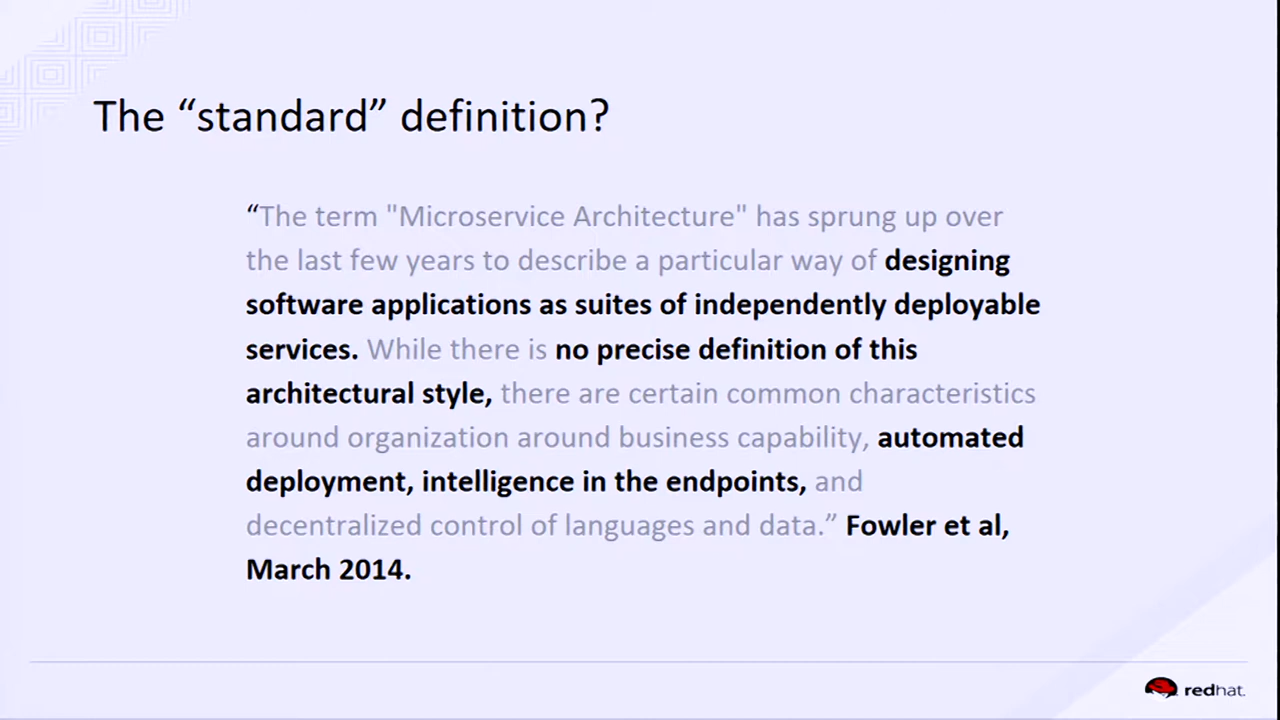 The “standard” definition?
“The term "Microservice Architecture" has sprung up over
the last few years to describe a particular way of designing
software applications as suites of independently deployable
services. While there is no precise definition of this
architectural style, there are certain common characteristics
around organization around business capability, automated
deployment, intelligence in the endpoints, and
decentralized control of languages and data.” Fowler et al,
March 2014.
redhat.